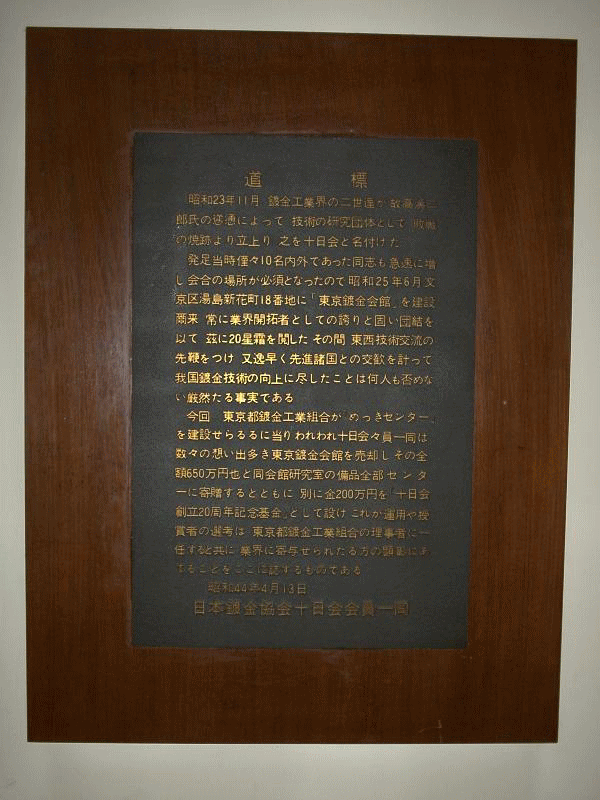 道標
昭和23年11月 鍍金工業界の二世達が 故高
郎氏の慫慂によって 技術の研究団体として 敗戦
の焼跡より立上り 之を十日会と名付けた
発足当時僅々10名内外であった同志も急速に増
し会合の場所が必須となったので昭和25年6月文
京区湯島新花町18番地に「東京鍍金会館」を建設
爾来 常に業界開拓者としての誇りと固い団結を
以て 茲に20星霜を閲した その間 東西技術交流の
先鞭をつけ 又逸早く先進諸国との交歓を計って
我国鍍金技術の向上に尽したことは何人も否めな
い厳然たる事実である
今回 東京都鍍金工業組合が「めっきセンター」
を建設せらるるに当りわれわれ十日会々員一同は
数々の想い出多き東京鍍金会館を売却し その全
額650万円也と同会館研究室の備品全部センタ
ーに寄贈するとともに 別に金200万円を「十日会
創立20周年記念基金」として設け これが運用や授
賞者の選考は 東京都鍍金工業組合の理事者に一
任すると共に 業界に寄与せられたる方の顕彰にあ
てることをここに誌するものである
昭和44年4月13日
日本鍍金協会十日会会員一同